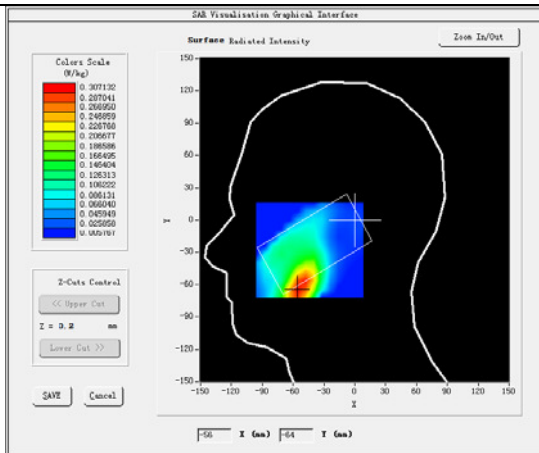 SAR Visualisation Graphical Interface
Surface Radiated Intensity
Zoom In/Out
Colors Scale
(W/kg)
0.307132
0.287041
0.266950
0.246859
0.226768
0.206677
0.186586
0.166495
0.146404
0.126313
0.106222
0.086131
0.066040
0.045949
0.025858
0.005767
150
120
90
60
30
0
-30
-60
-90
-120
-150
Y
-150 -120 -90 -60 -30 0 30 60 90 120 150
X
Z-Cuts Control
<< Upper Cut
Z = 0.2 mm
Lower Cut >>
SAVE Cancel
-56 X (mm) -64 Y (mm)